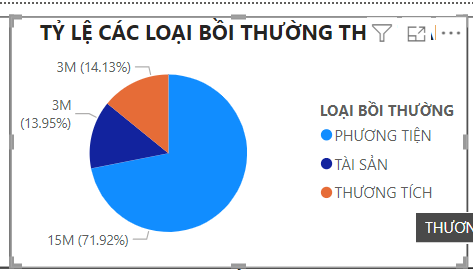 TỶ LỆ CÁC LOẠI BỒI THƯỜNG TH
3M (14.13%)
3M
(13.95%)
15M (71.92%)
LOẠI BỒI THƯỜNG
PHƯƠNG TIỆN
TÀI SẢN
THƯƠNG TÍCH
THƯƠN